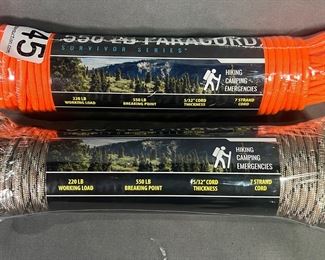 45
550 LB PARACORD
SURVIVOR SERIES
HIKING
CAMPING
EMERGENCIES
220 LB
WORKING LOAD
550 LB
BREAKING POINT
5/32" CORD
THICKNESS
7 STRAND
CORD
HIKING
CAMPING
EMERGENCIES
220 LB
WORKING LOAD
550 LB
BREAKING POINT
5/32" CORD
THICKNESS
7 STRAND
CORD